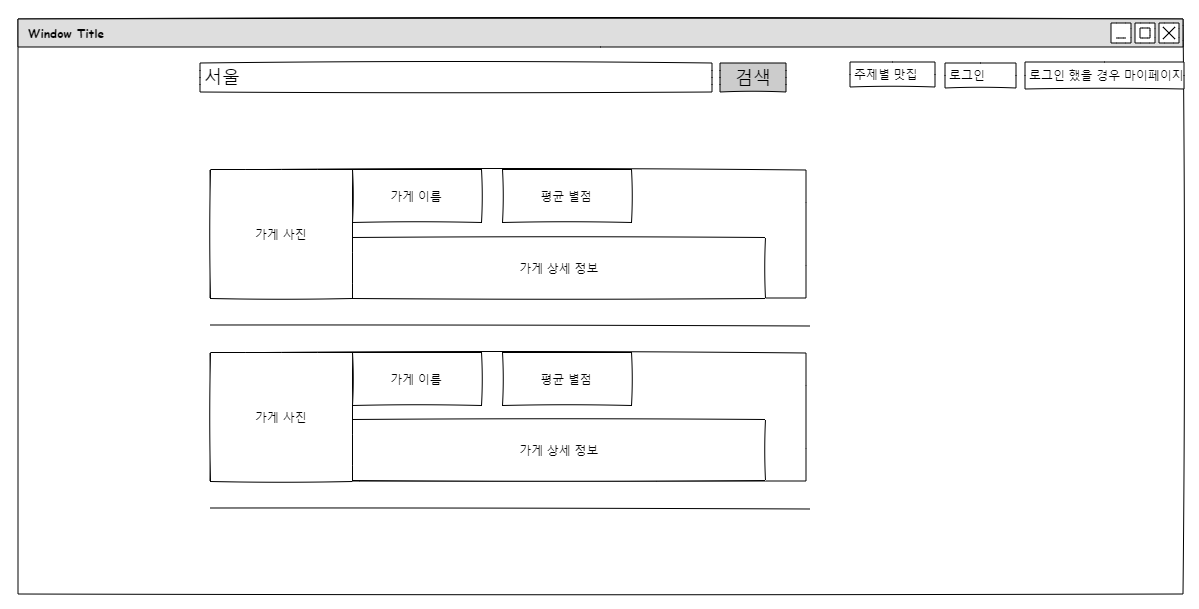 Window Title
서울
검색
주제별 맛집
로그인
로그인 했을 경우 마이페이지
가게 사진
가게 이름
평균 별점
가게 상세 정보
가게 사진
가게 이름
평균 별점
가게 상세 정보